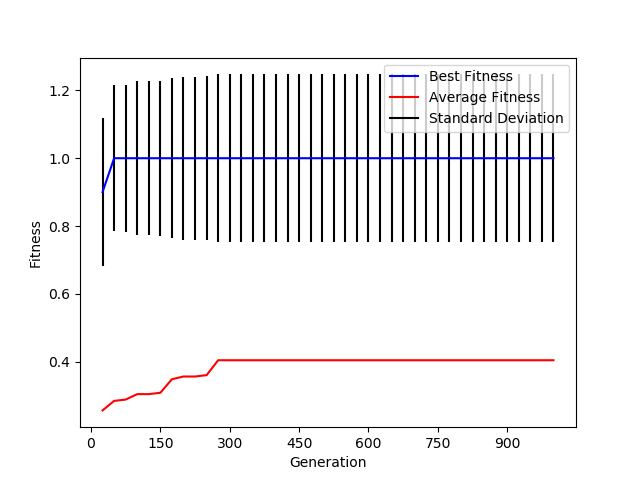 Best Fitness
Average Fitness
Standard Deviation
1.2
1.0
0.8
0.6
0.4
Fitness
0 150 300 450 600 750 900
Generation